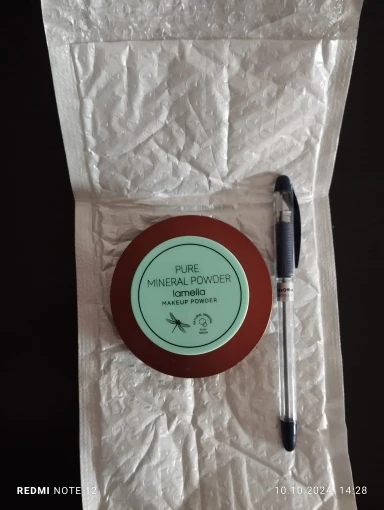 PURE
MINERAL POWDER
lamelia
MAKEUP POWDER
REDMI NOTE 12
10.10.2024 14:28